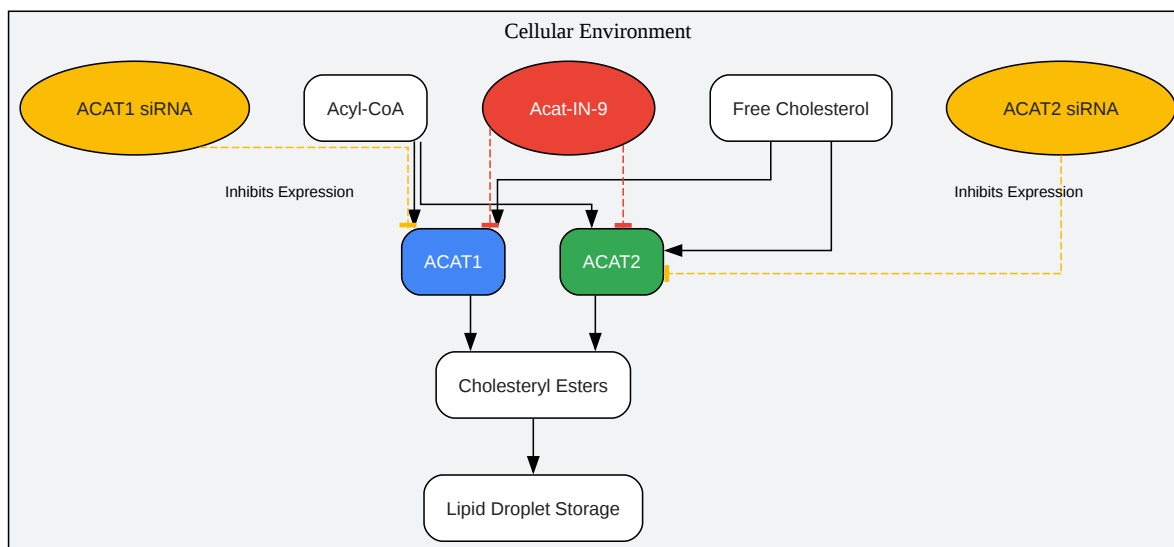 Cellular Environment
ACAT1 siRNA
Acyl-CoA
Acat-IN-9
Free Cholesterol
ACAT2 siRNA
Inhibits Expression
Inhibits Expression
ACAT1
ACAT2
Cholesteryl Esters
Lipid Droplet Storage